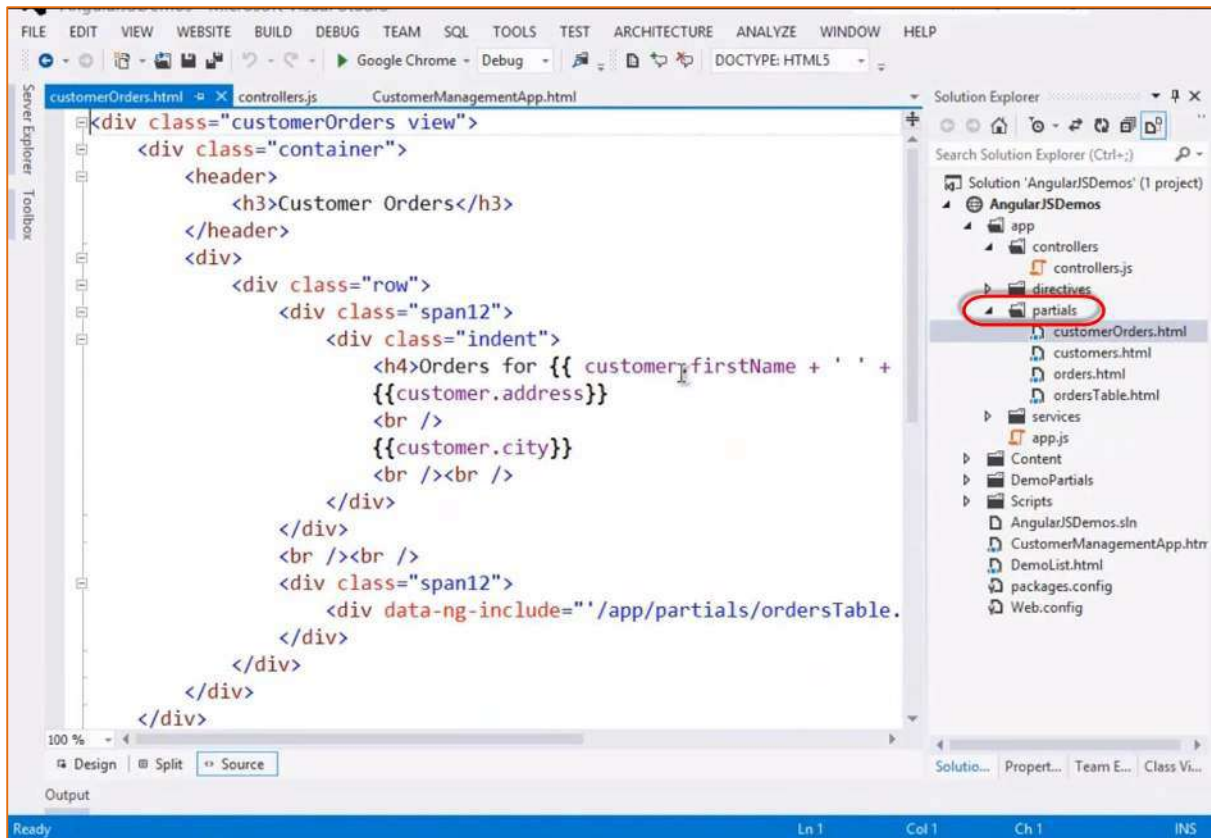 AngularJSDemos - Microsoft Visual Studio
FILE EDIT VIEW WEBSITE BUILD DEBUG TEAM SQL TOOLS TEST ARCHITECTURE ANALYZE WINDOW HELP
Google Chrome Debug DOCTYPE: HTML5
Server Explorer
Toolbox
customerOrders.html controllers.js CustomerManagementApp.html
<div class="customerOrders view">
<div class="container">
<header>
<h3>Customer Orders</h3>
</header>
<div>
<div class="row">
<div class="span12">
<div class="indent">
<h4>Orders for {{ customer.firstName + ' ' +
{{customer.address}}
<br />
{{customer.city}}
<br /><br />
</div>
</div>
<br /><br />
<div class="span12">
<div data-ng-include="'/app/partials/ordersTable.
</div>
</div>
</div>
</div>
100 %
Design Split Source
Output
Solution Explorer
Search Solution Explorer (Ctrl+;)
Solution 'AngularJSDemos' (1 project)
AngularJSDemos
app
controllers
controllers.js
directives
partials
customerOrders.html
customers.html
orders.html
ordersTable.html
services
app.js
Content
DemoPartials
Scripts
AngularJSDemos.sln
CustomerManagementApp.htm
DemoList.html
packages.config
Web.config
Solutio... Propert... Team E... Class Vi...
Ready Ln 1 Col 1 Ch 1 INS